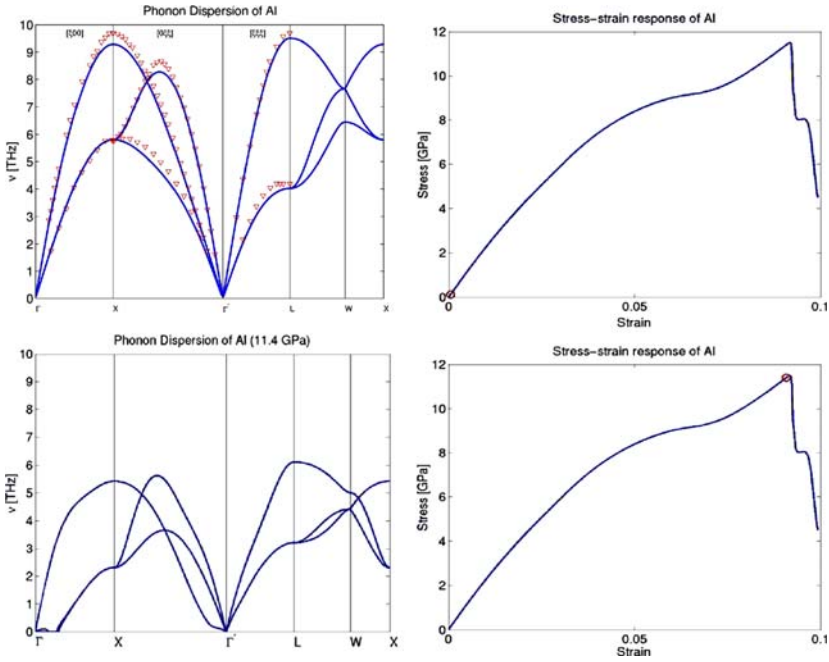 Phonon Dispersion of Al
[ζ00]
[0ζζ]
[ζζζ]
10
9
8
7
6
5
4
3
2
1
0
ν [THz]
Γ X Γ' L W X
Stress-strain response of Al
12
10
8
6
4
2
0
Stress [GPa]
0 0.05 0.1
Strain
Phonon Dispersion of Al (11.4 GPa)
10
9
8
7
6
5
4
3
2
1
0
ν [THz]
Γ X Γ' L W X
Stress-strain response of Al
12
10
8
6
4
2
0
Stress [GPa]
0 0.05 0.1
Strain